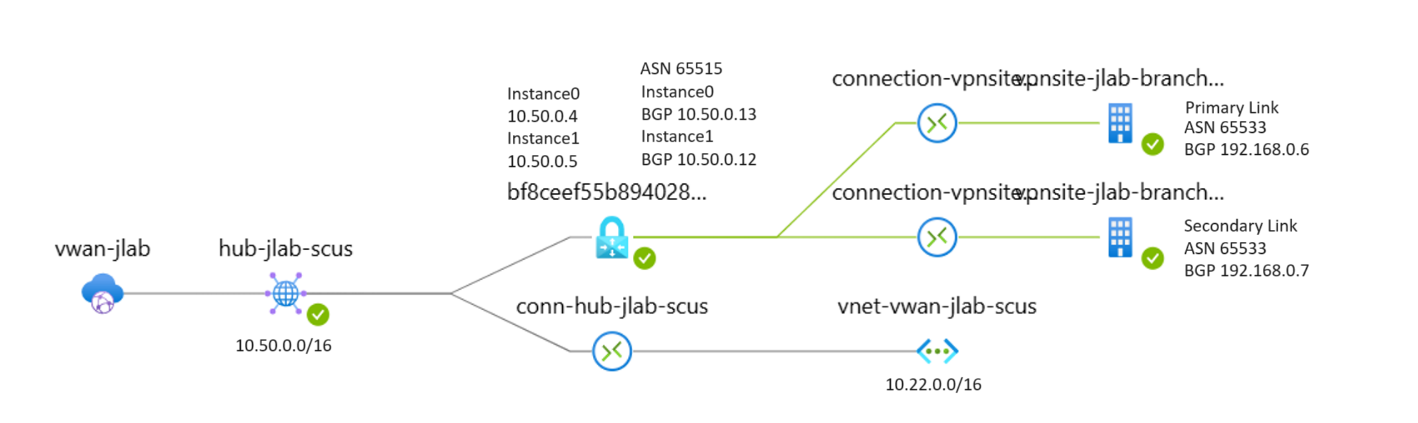 ASN 65515
Instance0
10.50.0.4
Instance1
10.50.0.5
Instance0
BGP 10.50.0.13
Instance1
BGP 10.50.0.12
bf8ceef55b894028...
connection-vpnsite...
vpnsite-jlab-branch...
Primary Link
ASN 65533
BGP 192.168.0.6
connection-vpnsite...
vpnsite-jlab-branch...
Secondary Link
ASN 65533
BGP 192.168.0.7
vwan-jlab
hub-jlab-scus
10.50.0.0/16
conn-hub-jlab-scus
vnet-vwan-jlab-scus
10.22.0.0/16